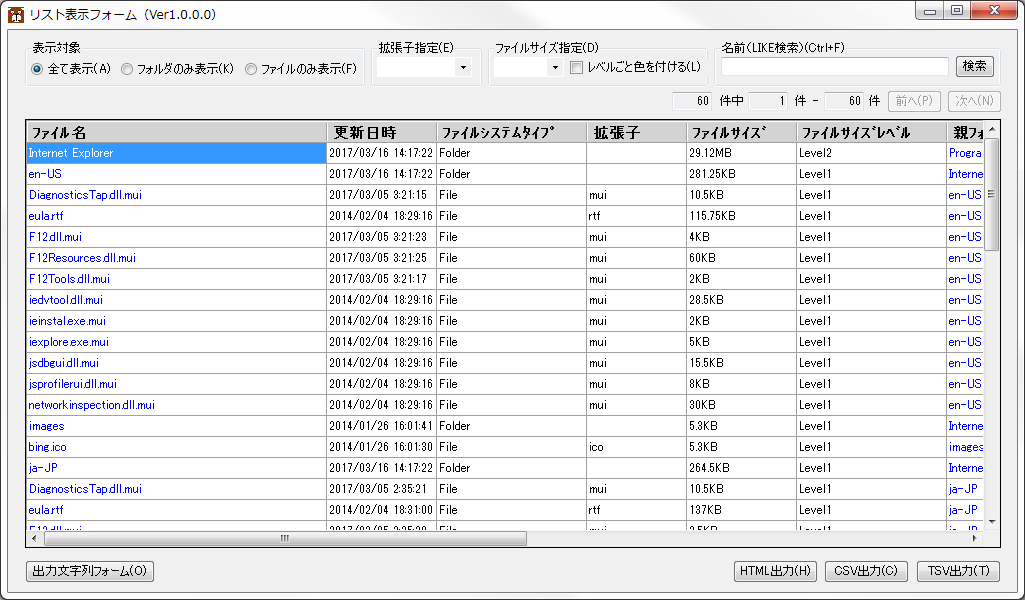 リスト表示フォーム（Ver1.0.0.0）
表示対象 拡張子指定(E) ファイルサイズ指定(D) 名前(LIKE検索)(Ctrl+F)
全て表示(A) フォルダのみ表示(K) ファイルのみ表示(F) レベルごと色を付ける(L) 検索
60 件中 1 件 - 60 件 前へ(P) 次へ(N)
ファイル名 更新日時 ﾌｧｲﾙｼｽﾃﾑﾀｲﾌﾟ 拡張子 ﾌｧｲﾙｻｲｽﾞ ﾌｧｲﾙｻｲｽﾞﾚﾍﾞﾙ 親フォ
Internet Explorer 2017/03/16 14:17:22 Folder 29.12MB Level2 Progra
en-US 2017/03/16 14:17:22 Folder 281.25KB Level1 Interne
DiagnosticsTap.dll.mui 2017/03/05 3:21:15 File mui 10.5KB Level1 en-US
eula.rtf 2014/02/04 18:29:16 File rtf 115.75KB Level1 en-US
F12.dll.mui 2017/03/05 3:21:23 File mui 4KB Level1 en-US
F12Resources.dll.mui 2017/03/05 3:21:25 File mui 60KB Level1 en-US
F12Tools.dll.mui 2017/03/05 3:21:17 File mui 2KB Level1 en-US
iedvtool.dll.mui 2014/02/04 18:29:16 File mui 28.5KB Level1 en-US
ieinstal.exe.mui 2014/02/04 18:29:16 File mui 2KB Level1 en-US
iexplore.exe.mui 2014/02/04 18:29:16 File mui 5KB Level1 en-US
jsdbgui.dll.mui 2014/02/04 18:29:16 File mui 15.5KB Level1 en-US
jsprofilerui.dll.mui 2014/02/04 18:29:16 File mui 8KB Level1 en-US
networkinspection.dll.mui 2014/02/04 18:29:16 File mui 30KB Level1 en-US
images 2014/01/26 16:01:41 Folder 5.3KB Level1 Interne
bing.ico 2014/01/26 16:01:30 File ico 5.3KB Level1 images
ja-JP 2017/03/16 14:17:22 Folder 264.5KB Level1 Interne
DiagnosticsTap.dll.mui 2017/03/05 2:35:21 File mui 10.5KB Level1 ja-JP
eula.rtf 2014/02/04 18:31:00 File rtf 137KB Level1 ja-JP
出力文字列フォーム(O) HTML出力(H) CSV出力(C) TSV出力(T)